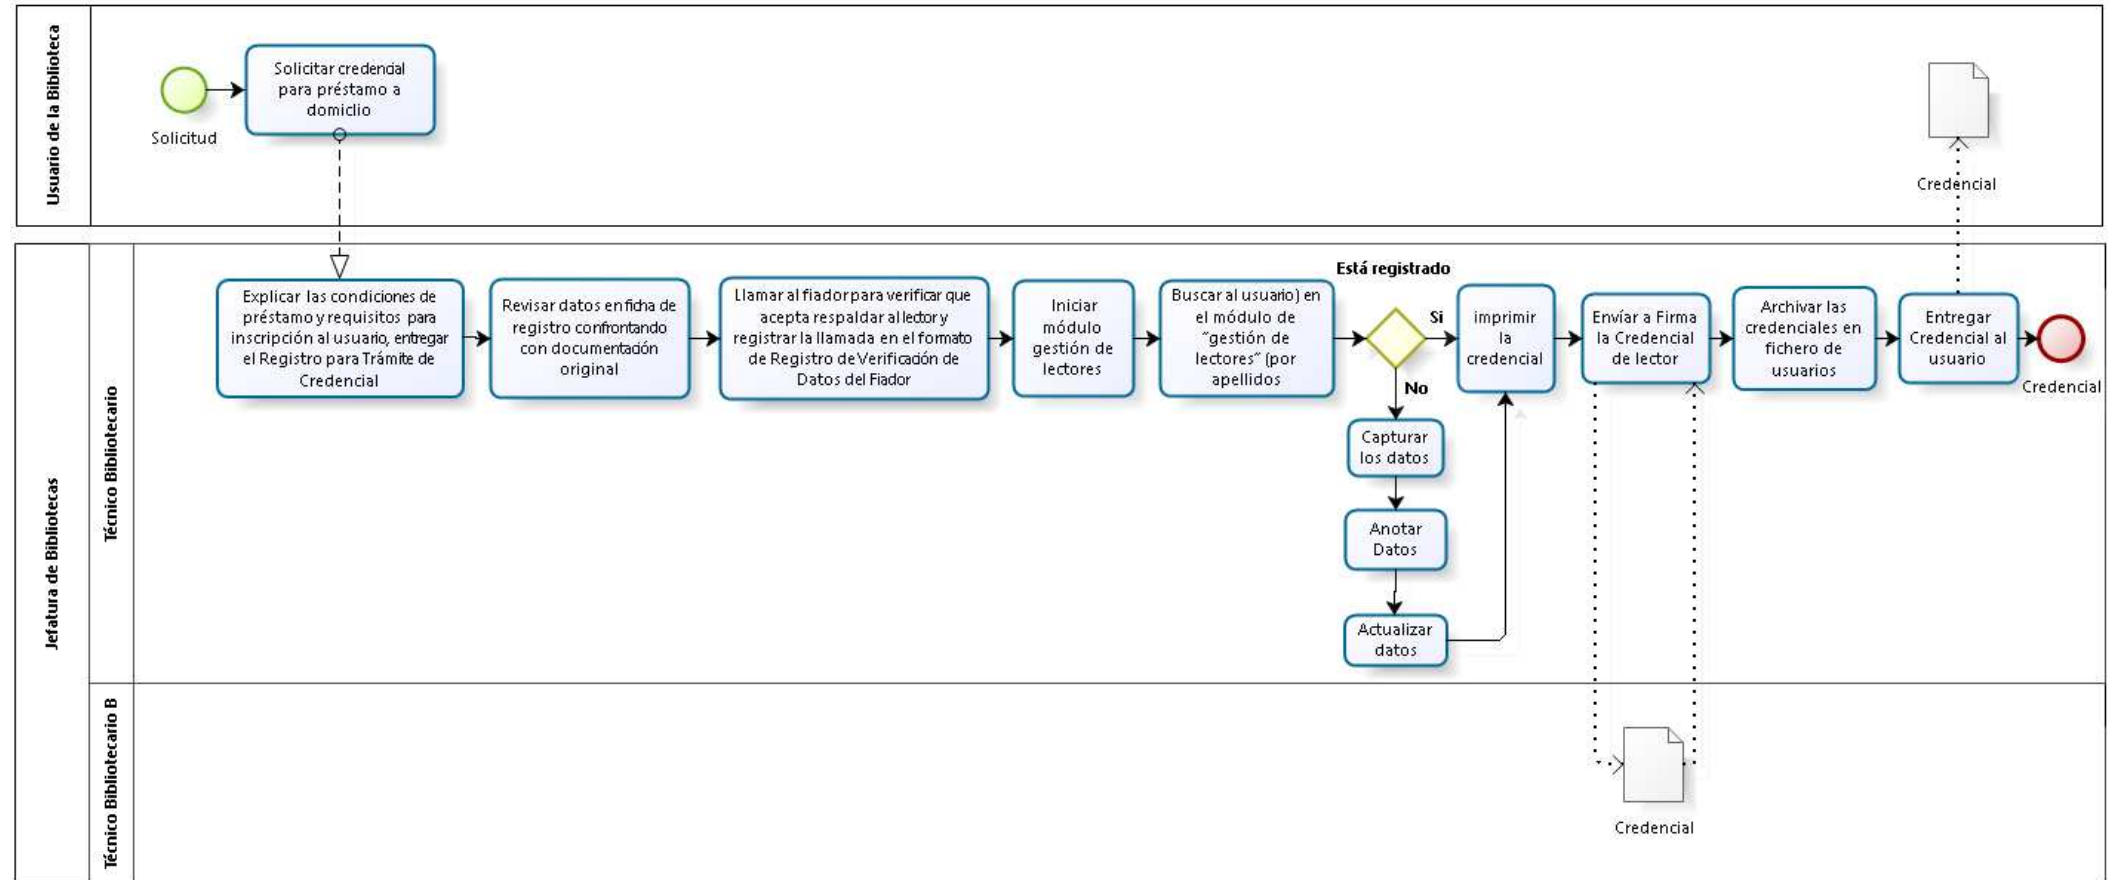 Usuario de la Biblioteca
Solicitud
Solicitar credencial
para préstamo a
domiclio
Credencial
Jefatura de Bibliotecas
Técnico Bibliotecario
Explicar las condiciones de
préstamo y requisitos para
inscripción al usuario, entregar
el Registro para Trámite de
Credencial
Revisar datos en ficha de
registro confrontando
con documentación
original
Llamar al fiador para verificar que
acepta respaldar al lector y
registrar la llamada en el formato
de Registro de Verificación de
Datos del Fiador
Iniciar
módulo
gestión de
lectores
Buscar al usuario) en
el módulo de
"gestión de
lectores" (por
apellidos
Está registrado
Si
No
Capturar
los datos
Anotar
Datos
Actualizar
datos
imprimir
la
credencial
Envíar a Firma
la Credencial
de lector
Archivar las
credenciales en
fichero de
usuarios
Entregar
Credencial al
usuario
Credencial
Técnico Bibliotecario B
Credencial